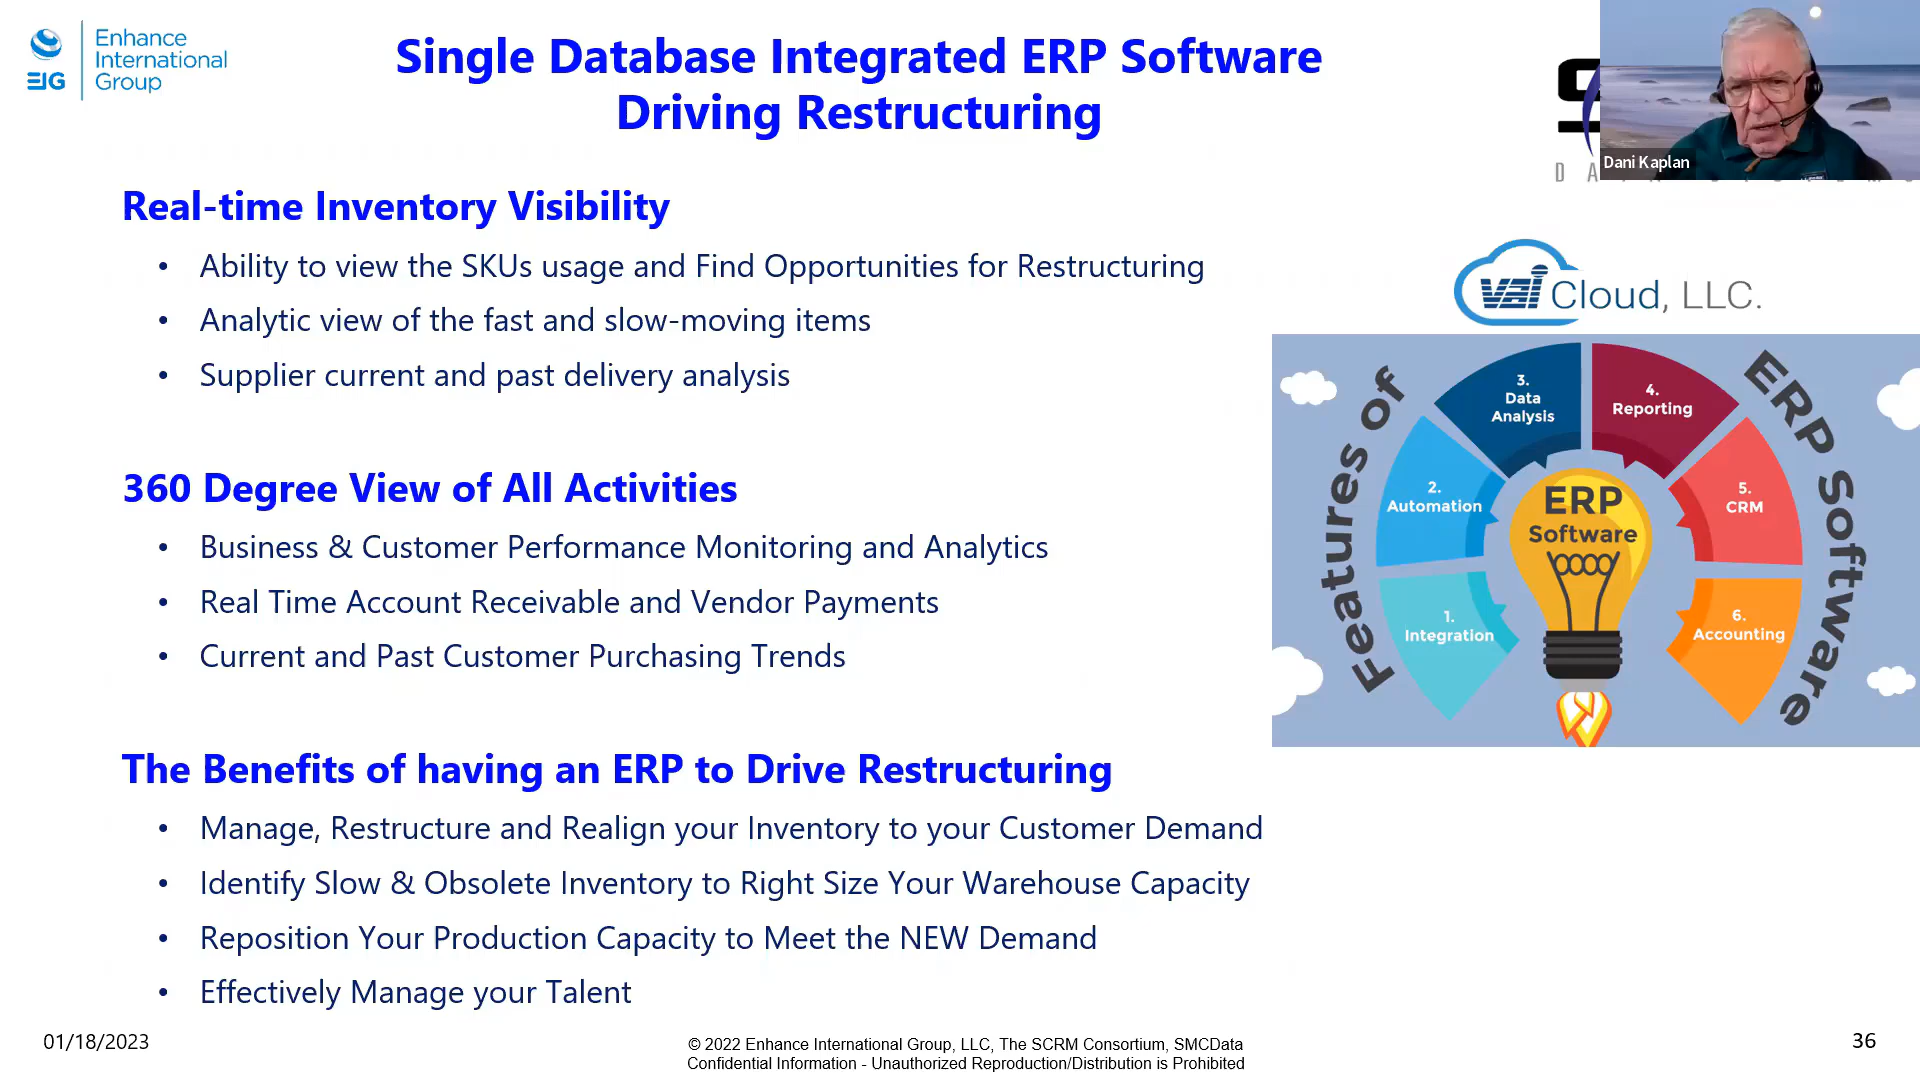 EIG
Enhance
International
Group
Single Database Integrated ERP Software
Driving Restructuring
Dani Kaplan
Real-time Inventory Visibility
• Ability to view the SKUs usage and Find Opportunities for Restructuring
• Analytic view of the fast and slow-moving items
• Supplier current and past delivery analysis
360 Degree View of All Activities
• Business & Customer Performance Monitoring and Analytics
• Real Time Account Receivable and Vendor Payments
• Current and Past Customer Purchasing Trends
The Benefits of having an ERP to Drive Restructuring
• Manage, Restructure and Realign your Inventory to your Customer Demand
• Identify Slow & Obsolete Inventory to Right Size Your Warehouse Capacity
• Reposition Your Production Capacity to Meet the NEW Demand
• Effectively Manage your Talent
vai Cloud, LLC.
Features of
ERP Software
1.
Integration
2.
Automation
3.
Data
Analysis
4.
Reporting
5.
CRM
6.
Accounting
ERP
Software
01/18/2023
© 2022 Enhance International Group, LLC, The SCRM Consortium, SMCData
Confidential Information - Unauthorized Reproduction/Distribution is Prohibited
36